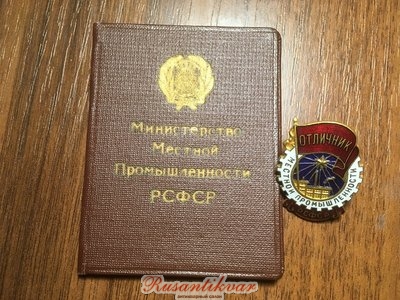 Министерство
Местной
Промышленности
РСФСР
ОТЛИЧНИК
МЕСТНОЙ ПРОМЫШЛЕННОСТИ
Rusantikvar